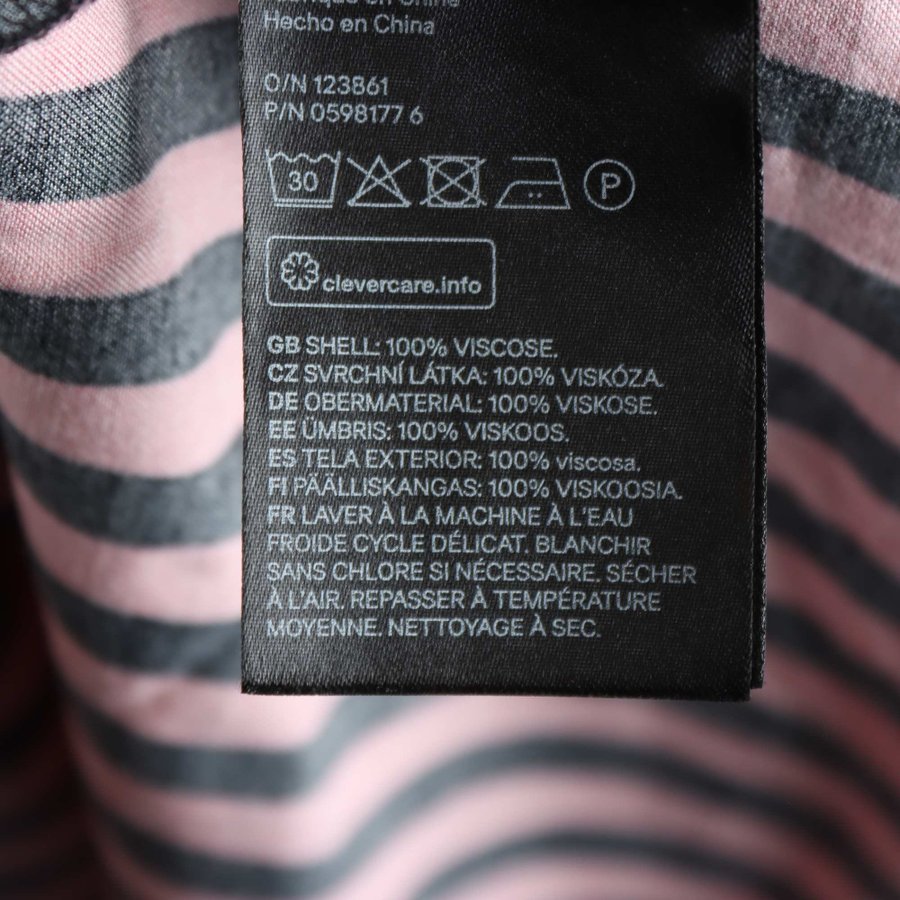 Hecho en China
O/N 123861
P/N 0598177 6
30
P
clevercare.info
GB SHELL: 100% VISCOSE.
CZ SVRCHNÍ LÁTKA: 100% VISKÓZA.
DE OBERMATERIAL: 100% VISKOSE.
EE ÜMBRIS: 100% VISKOOS.
ES TELA EXTERIOR: 100% viscosa.
FI PÄÄLLISKANGAS: 100% VISKOOSIA.
FR LAVER À LA MACHINE À L'EAU
FROIDE CYCLE DÉLICAT. BLANCHIR
SANS CHLORE SI NÉCESSAIRE. SÉCHER
À L'AIR. REPASSER À TEMPÉRATURE
MOYENNE. NETTOYAGE À SEC.